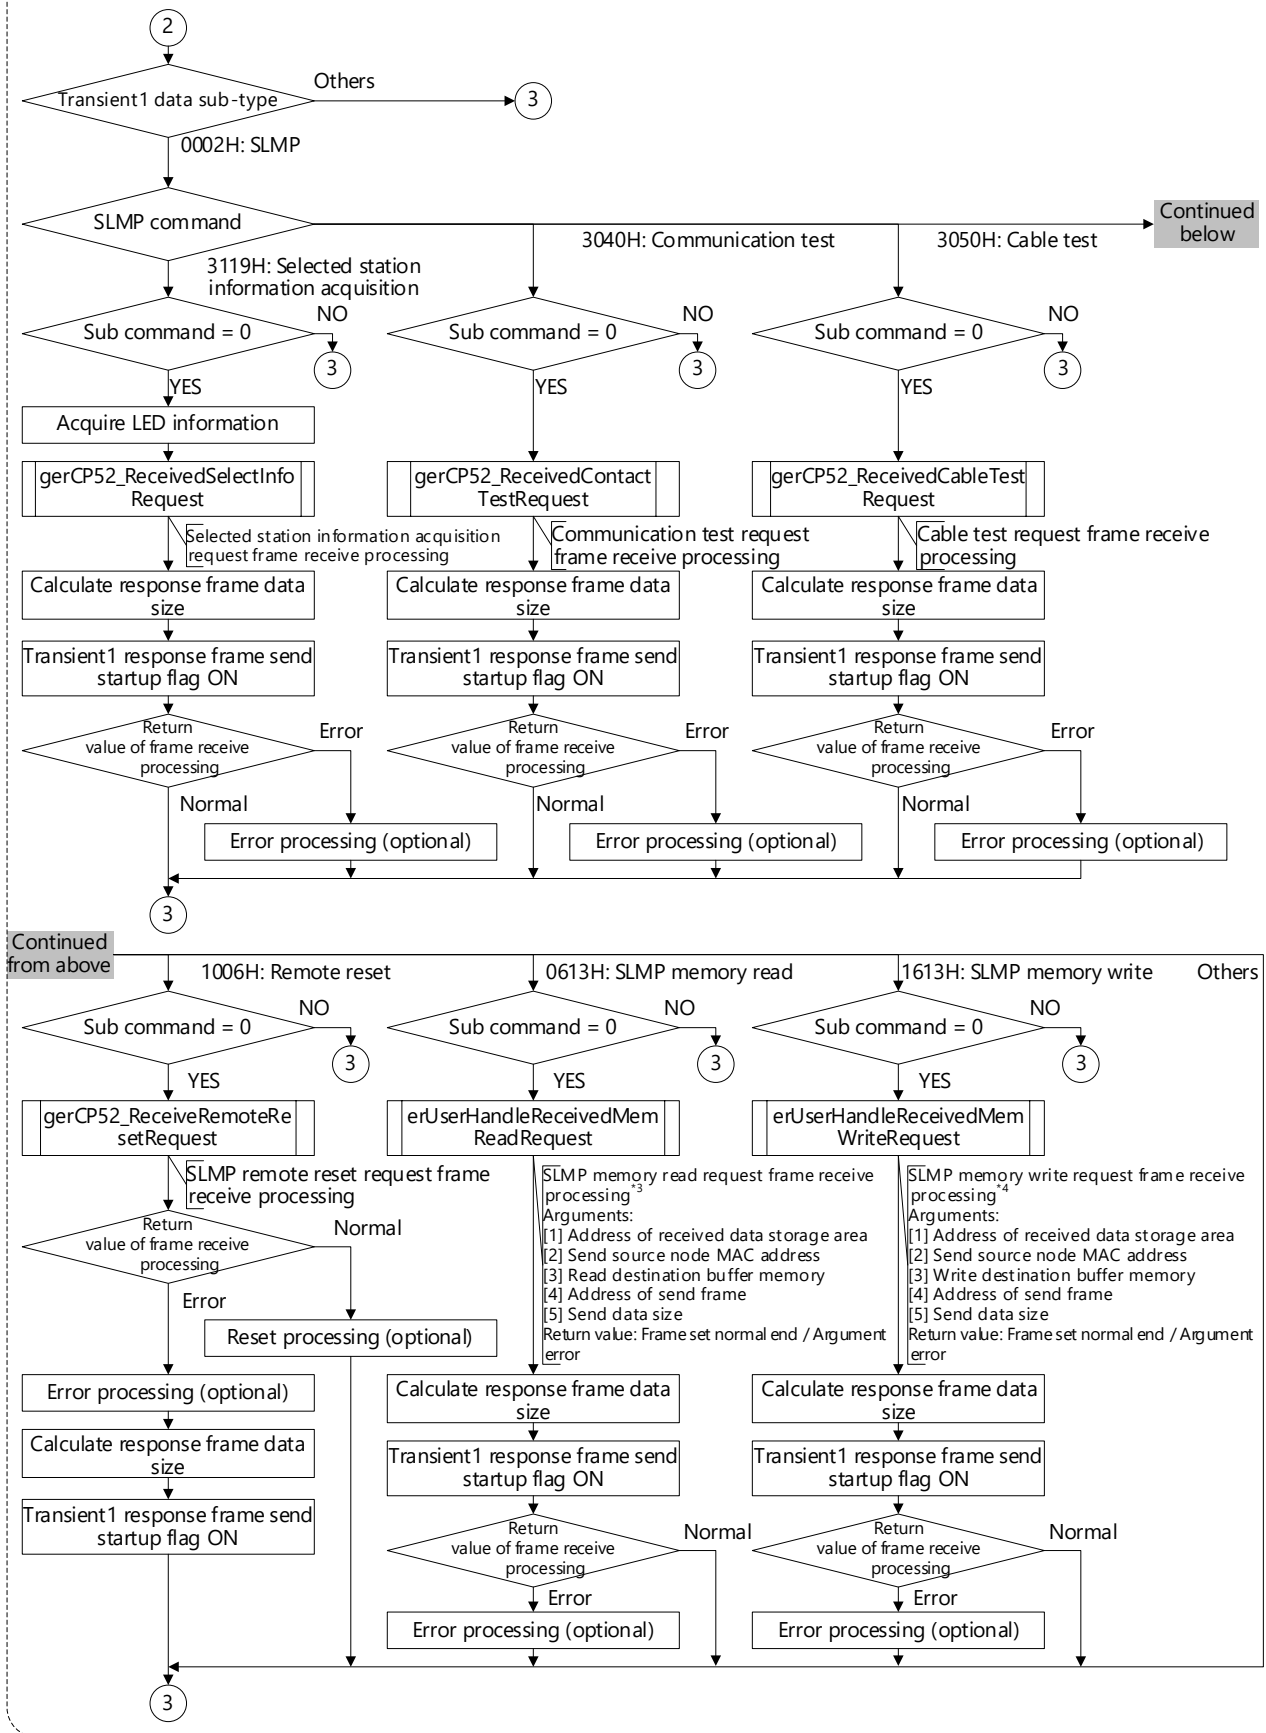 2
Transient1 data sub-type
Others
3
0002H: SLMP
SLMP command
Continued
below
3119H: Selected station
information acquisition
3040H: Communication test
3050H: Cable test
Sub command = 0
NO
3
YES
Sub command = 0
NO
3
YES
Sub command = 0
NO
3
YES
Acquire LED information
gerCP52_ReceivedSelectInfo
Request
gerCP52_ReceivedContact
TestRequest
gerCP52_ReceivedCableTest
Request
Selected station information acquisition
request frame receive processing
Communication test request
frame receive processing
Cable test request frame receive
processing
Calculate response frame data
size
Calculate response frame data
size
Calculate response frame data
size
Transient1 response frame send
startup flag ON
Transient1 response frame send
startup flag ON
Transient1 response frame send
startup flag ON
Return
value of frame receive
processing
Error
Normal
Return
value of frame receive
processing
Error
Normal
Return
value of frame receive
processing
Error
Normal
Error processing (optional)
Error processing (optional)
Error processing (optional)
3
Continued
from above
1006H: Remote reset
0613H: SLMP memory read
1613H: SLMP memory write
Others
Sub command = 0
NO
3
YES
Sub command = 0
NO
3
YES
Sub command = 0
NO
3
YES
gerCP52_ReceiveRemoteRe
setRequest
erUserHandleReceivedMem
ReadRequest
erUserHandleReceivedMem
WriteRequest
SLMP remote reset request frame
receive processing
SLMP memory read request frame receive
processing*3
Arguments:
[1] Address of received data storage area
[2] Send source node MAC address
[3] Read destination buffer memory
[4] Address of send frame
[5] Send data size
Return value: Frame set normal end / Argument
error
SLMP memory write request frame receive
processing*4
Arguments:
[1] Address of received data storage area
[2] Send source node MAC address
[3] Write destination buffer memory
[4] Address of send frame
[5] Send data size
Return value: Frame set normal end / Argument
error
Return
value of frame receive
processing
Normal
Error
Reset processing (optional)
Error processing (optional)
Calculate response frame data
size
Transient1 response frame send
startup flag ON
Calculate response frame data
size
Transient1 response frame send
startup flag ON
Return
value of frame receive
processing
Normal
Error
Error processing (optional)
Calculate response frame data
size
Transient1 response frame send
startup flag ON
Return
value of frame receive
processing
Normal
Error
Error processing (optional)
3